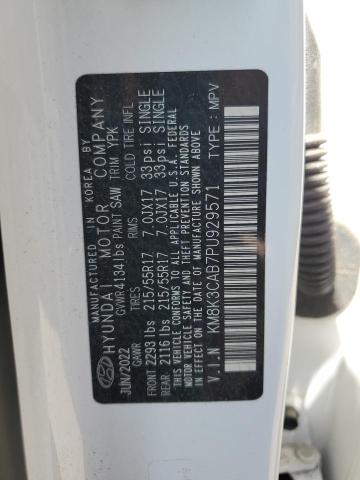 MANUFACTURED IN KOREA BY
HYUNDAI MOTOR COMPANY
JUN/2022 GVWR 4134lbs PAINT SAW TRIM YPK
GAWR TIRES RIMS COLD TIRE INFL.
FRONT 2293 lbs 215/55R17 7.0JX17 33psi SINGLE
REAR 2116 lbs 215/55R17 7.0JX17 33psi SINGLE
THIS VEHICLE CONFORMS TO ALL APPLICABLE U.S.A. FEDERAL
MOTOR VEHICLE SAFETY, BUMPER, AND THEFT PREVENTION
STANDARDS IN EFFECT ON THE DATE OF MANUFACTURE
SHOWN ABOVE.
V.I.N : KM8K3CAB7PU929571 TYPE : MPV